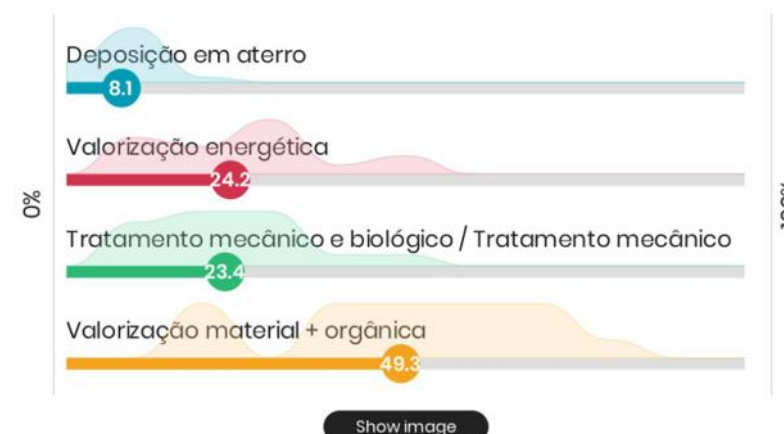 Deposição em aterro
8.1
Valorização energética
24.2
0%
Tratamento mecânico e biológico / Tratamento mecânico
23.4
Valorização material + orgânica
49.3
Show image